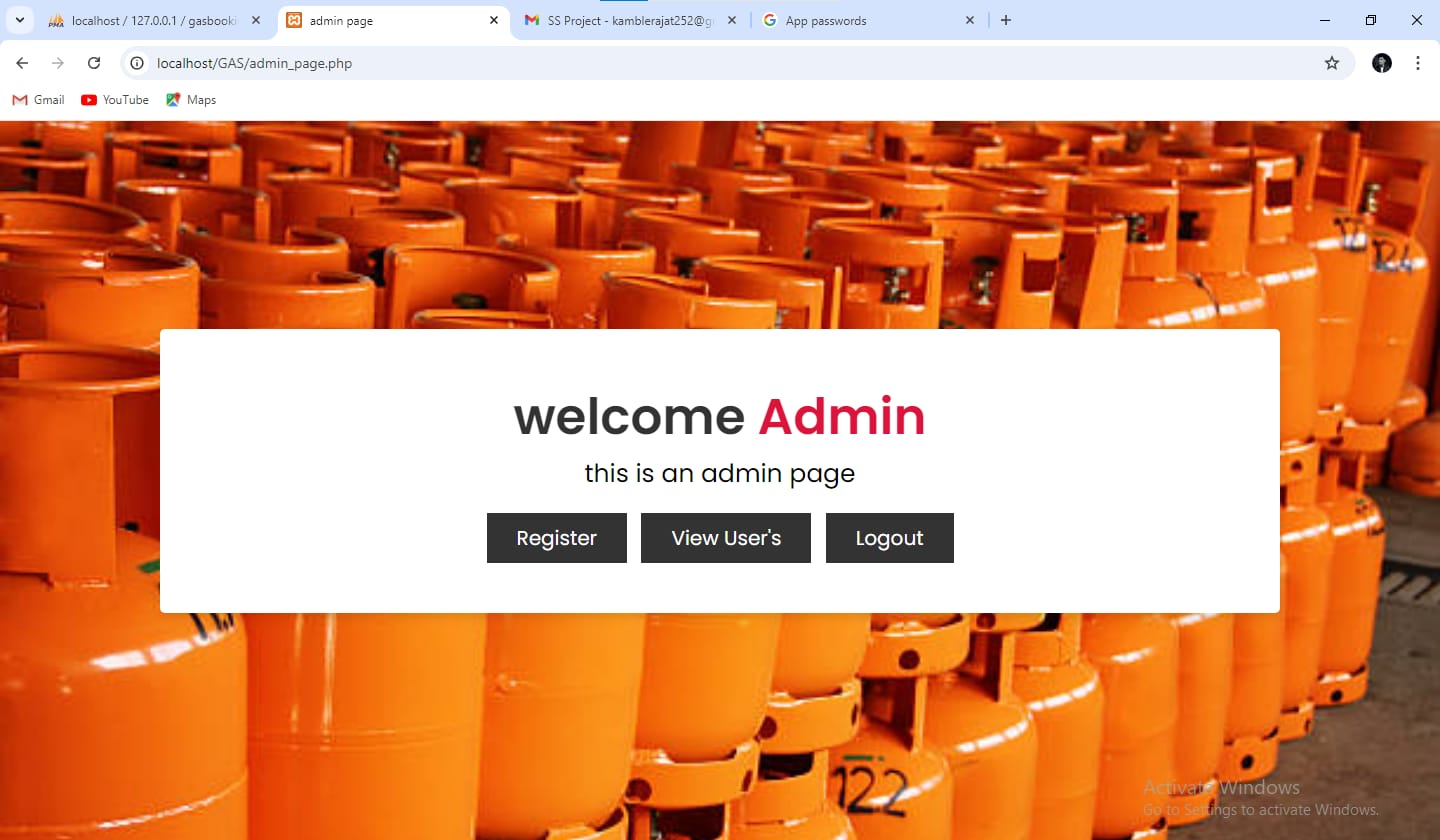 localhost / 127.0.0.1 / gasbooki
admin page
SS Project - kamblerajat252@g
App passwords
localhost/GAS/admin_page.php
Gmail
YouTube
Maps
welcome Admin
this is an admin page
Register
View User's
Logout
122
Activate Windows
Go to Settings to activate Windows.